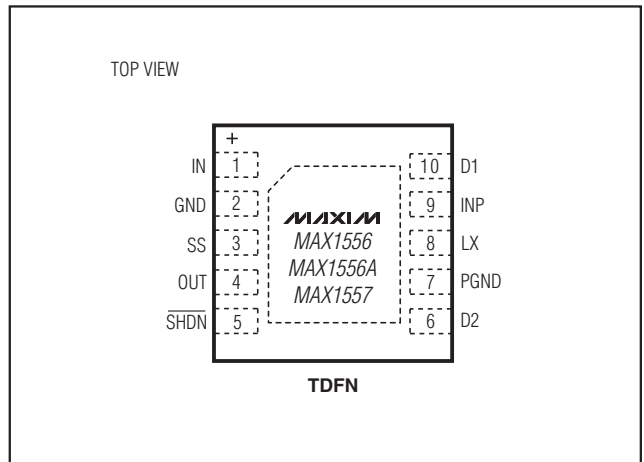 TOP VIEW
+
IN 1 10 D1
GND 2 9 INP
MAXIM
SS 3 MAX1556 8 LX
MAX1556A
OUT 4 7 PGND
MAX1557
SHDN 5 6 D2
TDFN